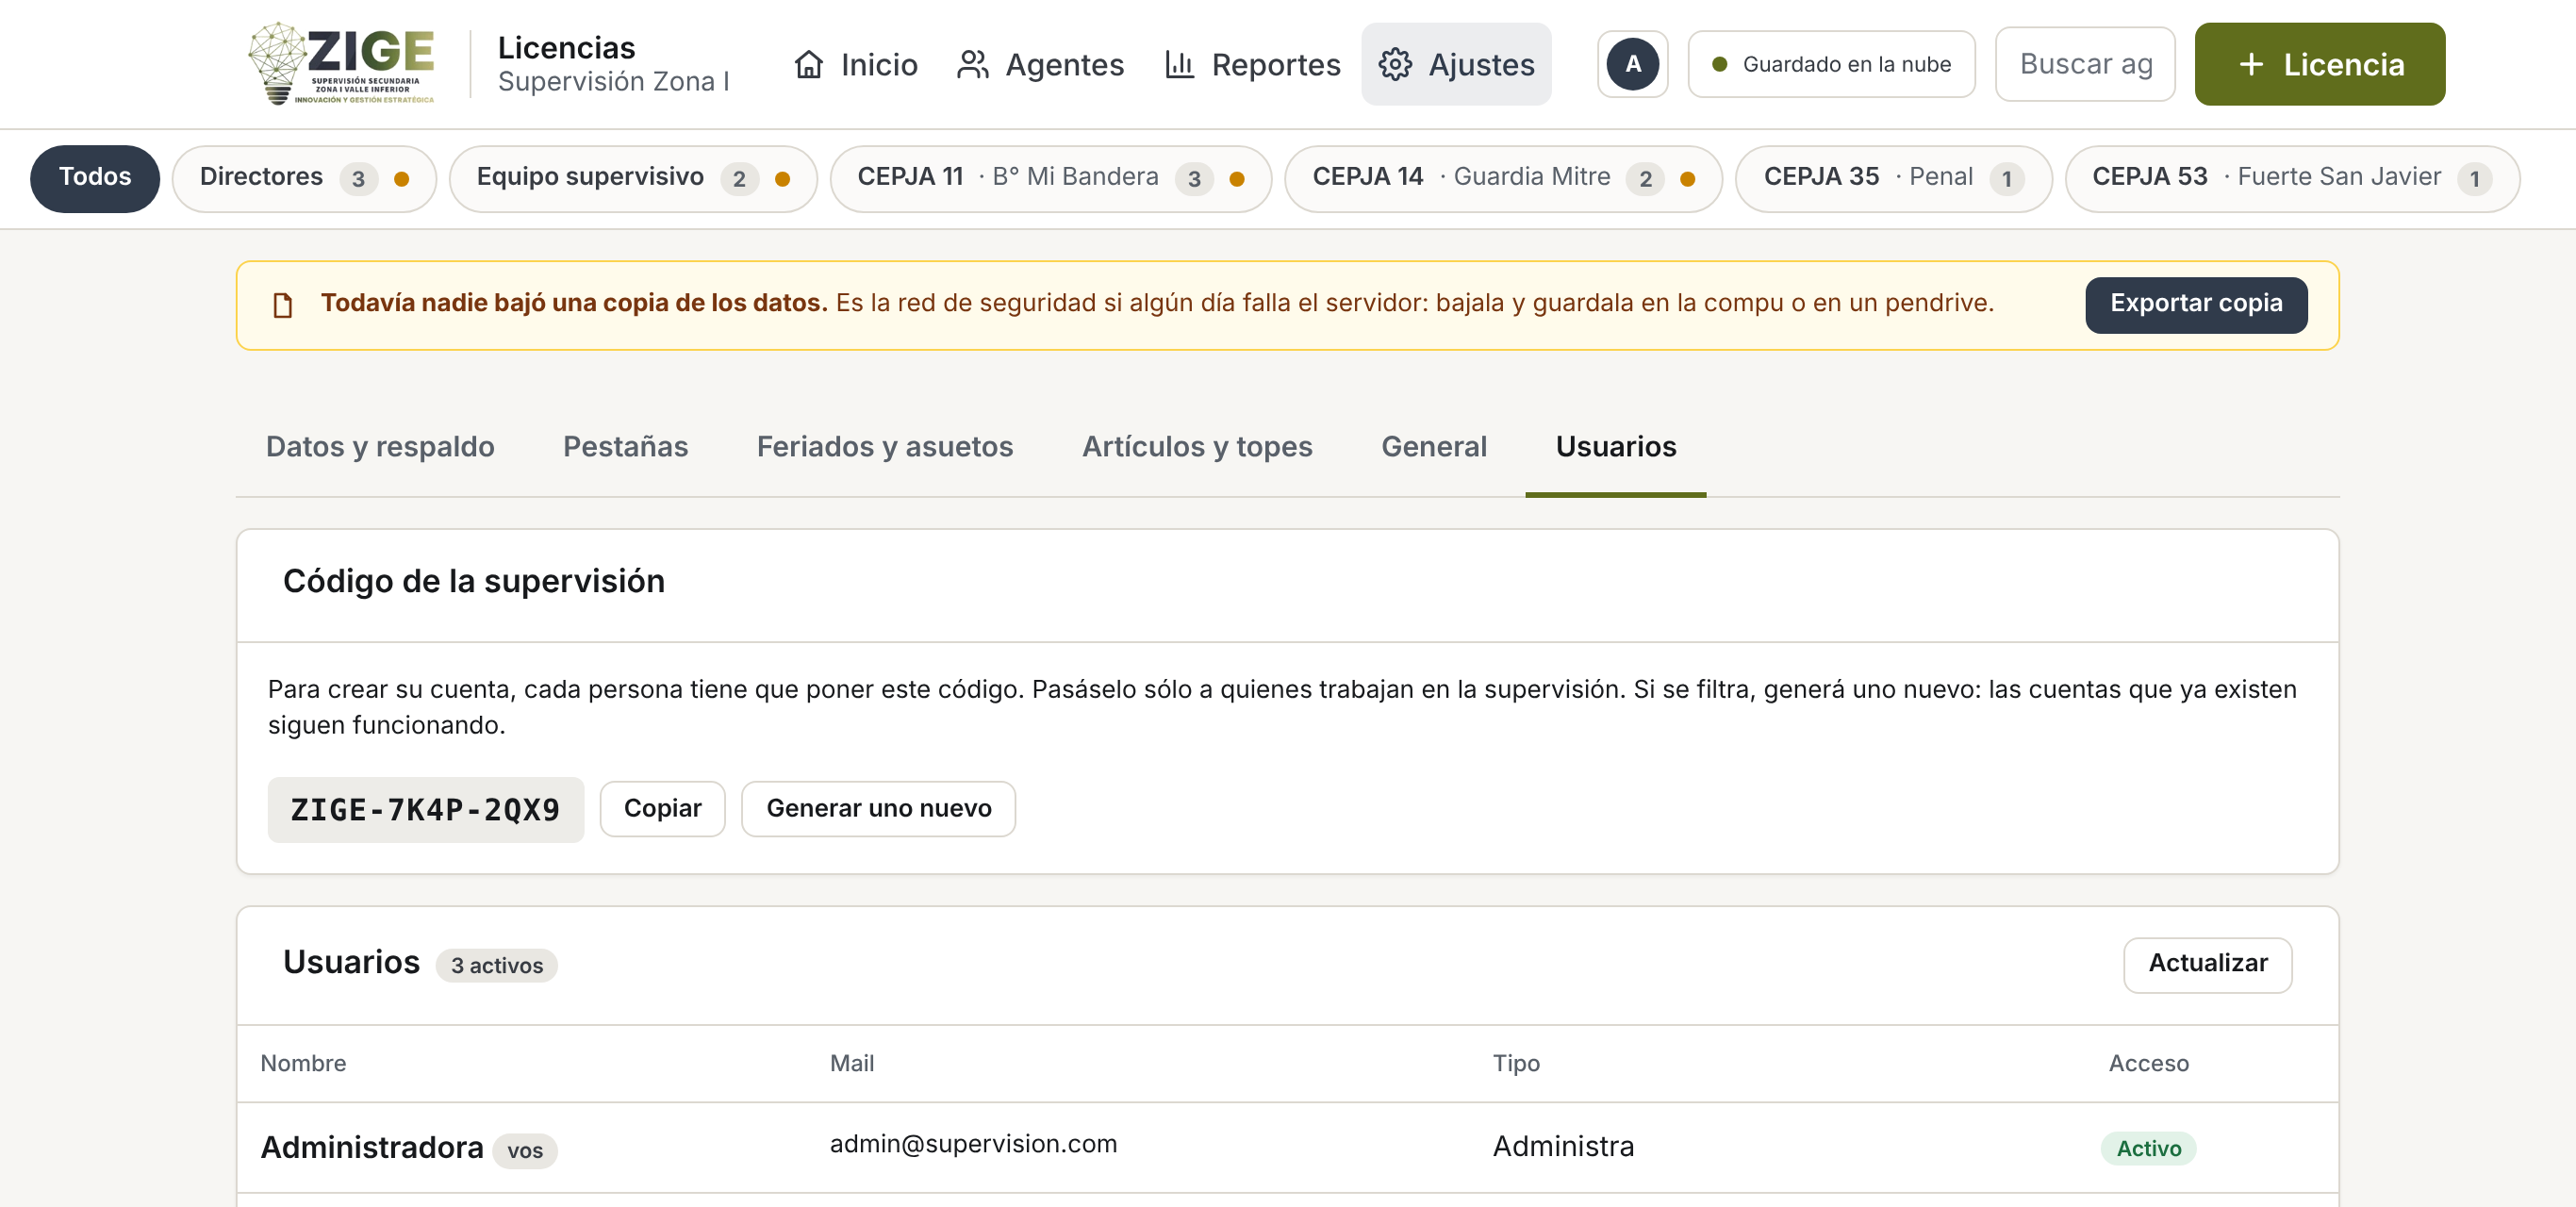 ZIGE
SUPERVISIÓN SECUNDARIA
ZONA I VALLE INFERIOR
INNOVACIÓN Y GESTIÓN ESTRATÉGICA
Licencias
Supervisión Zona I
Inicio
Agentes
Reportes
Ajustes
A
Guardado en la nube
Buscar ag
+ Licencia
Todos
Directores 3
Equipo supervisivo 2
CEPJA 11 · B° Mi Bandera 3
CEPJA 14 · Guardia Mitre 2
CEPJA 35 · Penal 1
CEPJA 53 · Fuerte San Javier 1
Todavía nadie bajó una copia de los datos. Es la red de seguridad si algún día falla el servidor: bajala y guardala en la compu o en un pendrive.
Exportar copia
Datos y respaldo
Pestañas
Feriados y asuetos
Artículos y topes
General
Usuarios
Código de la supervisión
Para crear su cuenta, cada persona tiene que poner este código. Pasáselo sólo a quienes trabajan en la supervisión. Si se filtra, generá uno nuevo: las cuentas que ya existen
siguen funcionando.
ZIGE-7K4P-2QX9
Copiar
Generar uno nuevo
Usuarios 3 activos
Actualizar
Nombre Mail Tipo Acceso
Administradora vos admin@supervision.com Administra Activo